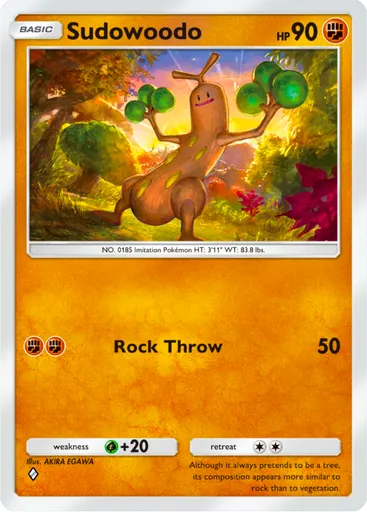 BASIC
Sudowoodo
HP 90
NO. 0185 Imitation Pokémon HT: 3'11" WT: 83.8 lbs.
Rock Throw 50
weakness +20 retreat
Illus. AKIRA EGAWA
Although it always pretends to be a tree,
its composition appears more similar to
rock than to vegetation.